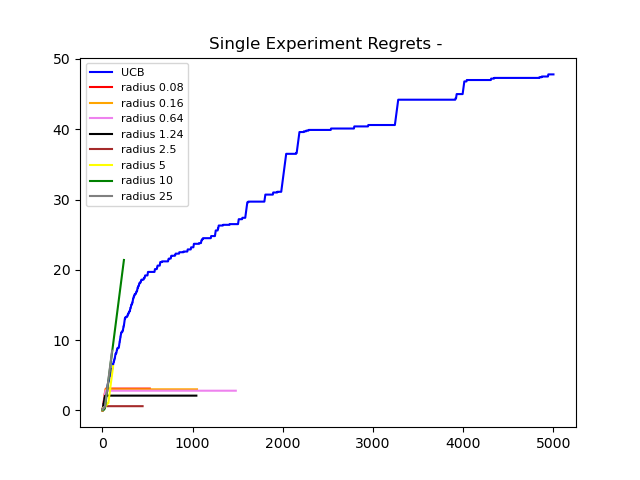 Single Experiment Regrets -
50
40
30
20
10
0
UCB
radius 0.08
radius 0.16
radius 0.64
radius 1.24
radius 2.5
radius 5
radius 10
radius 25
0 1000 2000 3000 4000 5000